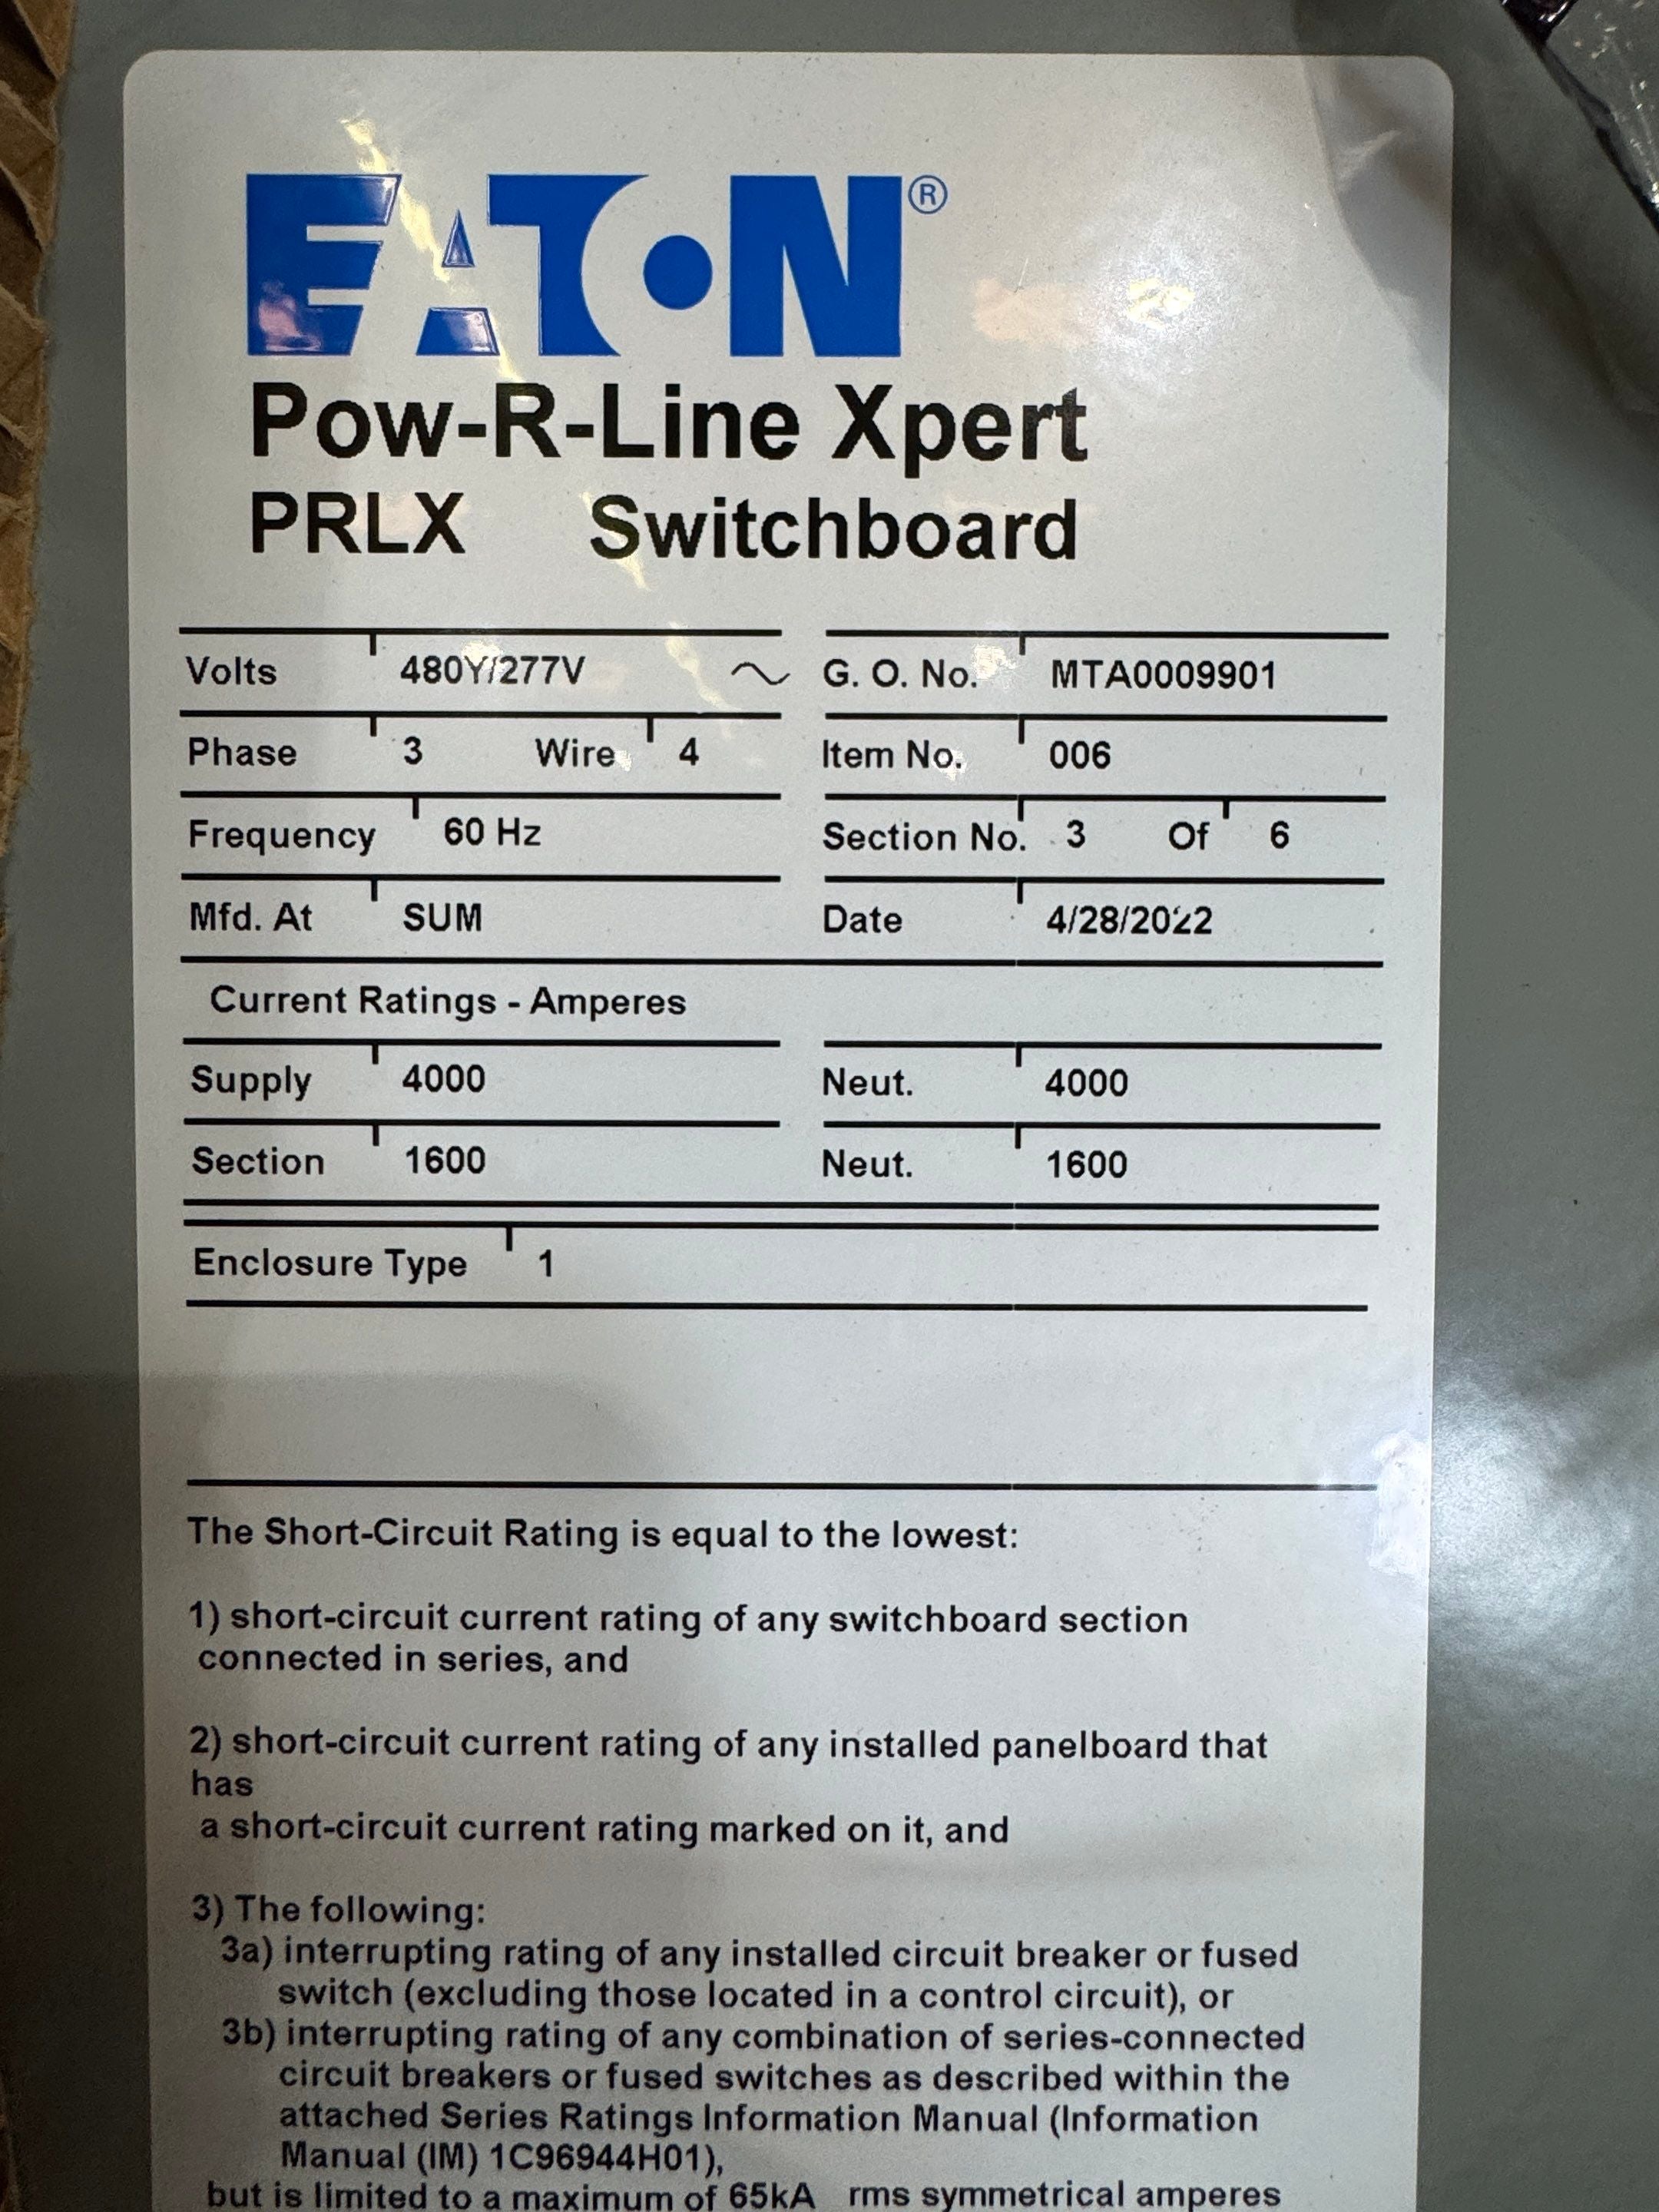 EATON®
Pow-R-Line Xpert
PRLX Switchboard
Volts 480Y/277V ~ G. O. No. MTA0009901
Phase 3 Wire 4 Item No. 006
Frequency 60 Hz Section No. 3 Of 6
Mfd. At SUM Date 4/28/2022
Current Ratings - Amperes
Supply 4000 Neut. 4000
Section 1600 Neut. 1600
Enclosure Type 1
The Short-Circuit Rating is equal to the lowest:
1) short-circuit current rating of any switchboard section
connected in series, and
2) short-circuit current rating of any installed panelboard that
has
a short-circuit current rating marked on it, and
3) The following:
3a) interrupting rating of any installed circuit breaker or fused
switch (excluding those located in a control circuit), or
3b) interrupting rating of any combination of series-connected
circuit breakers or fused switches as described within the
attached Series Ratings Information Manual (Information
Manual (IM) 1C96944H01),
but is limited to a maximum of 65kA rms symmetrical amperes